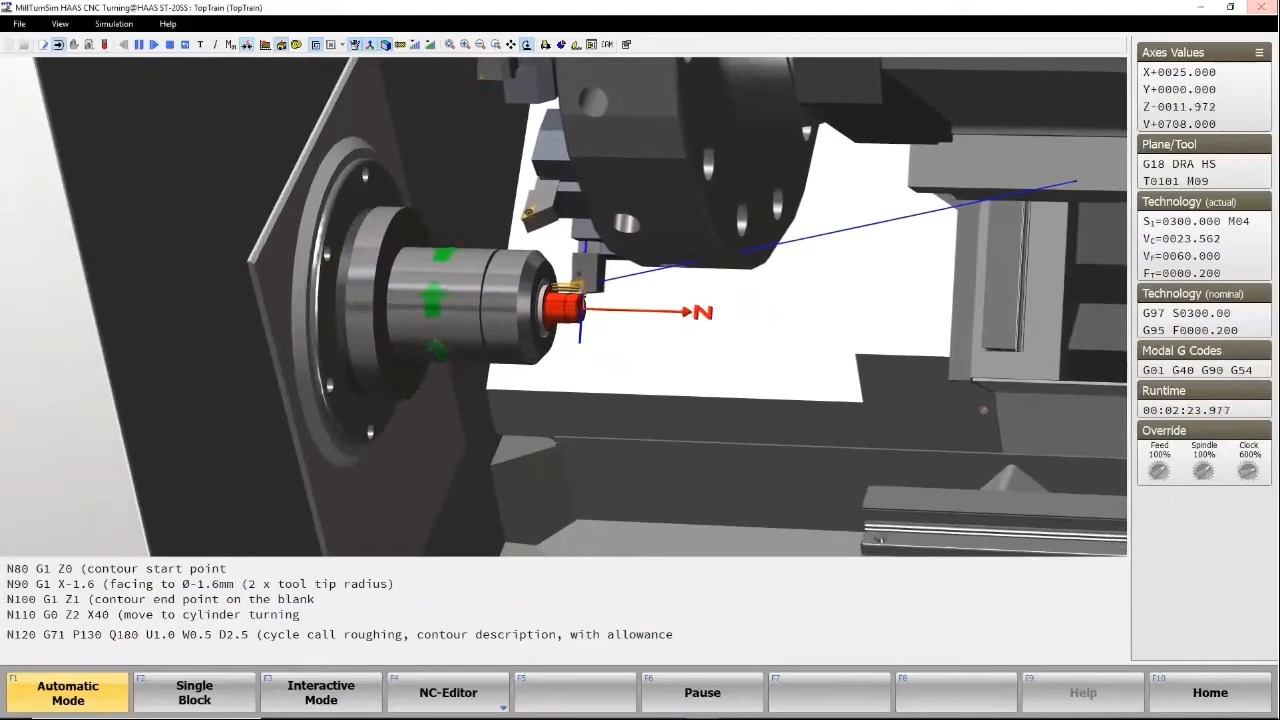 MillTurnSim HAAS CNC Turning@HAAS ST-20SS: TopTrain (TopTrain)
File View Simulation Help
Axes Values
X+0025.000
Y+0000.000
Z-0011.972
V+0708.000
Plane/Tool
G18 DRA HS
T0101 M09
Technology (actual)
S1=0300.000 M04
VC=0023.562
VF=0060.000
FT=0000.200
Technology (nominal)
G97 S0300.00
G95 F0000.200
Modal G Codes
G01 G40 G90 G54
Runtime
00:02:23.977
Override
Feed Spindle Clock
100% 100% 600%
N
N80 G1 Z0 (contour start point
N90 G1 X-1.6 (facing to Ø-1.6mm (2 x tool tip radius)
N100 G1 Z1 (contour end point on the blank
N110 G0 Z2 X40 (move to cylinder turning
N120 G71 P130 Q180 U1.0 W0.5 D2.5 (cycle call roughing, contour description, with allowance
F1 Automatic Mode
F2 Single Block
F3 Interactive Mode
F4 NC-Editor
F5
F6 Pause
F7
F8
F9 Help
F10 Home